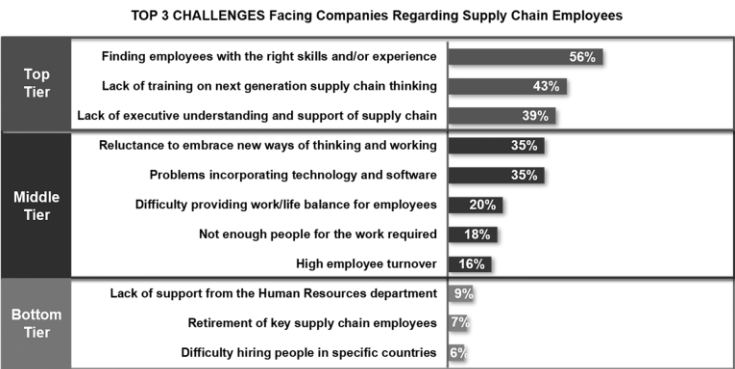 TOP 3 CHALLENGES Facing Companies Regarding Supply Chain Employees
Top
Tier
Finding employees with the right skills and/or experience 56%
Lack of training on next generation supply chain thinking 43%
Lack of executive understanding and support of supply chain 39%
Middle
Tier
Reluctance to embrace new ways of thinking and working 35%
Problems incorporating technology and software 35%
Difficulty providing work/life balance for employees 20%
Not enough people for the work required 18%
High employee turnover 16%
Bottom
Tier
Lack of support from the Human Resources department 9%
Retirement of key supply chain employees 7%
Difficulty hiring people in specific countries 6%